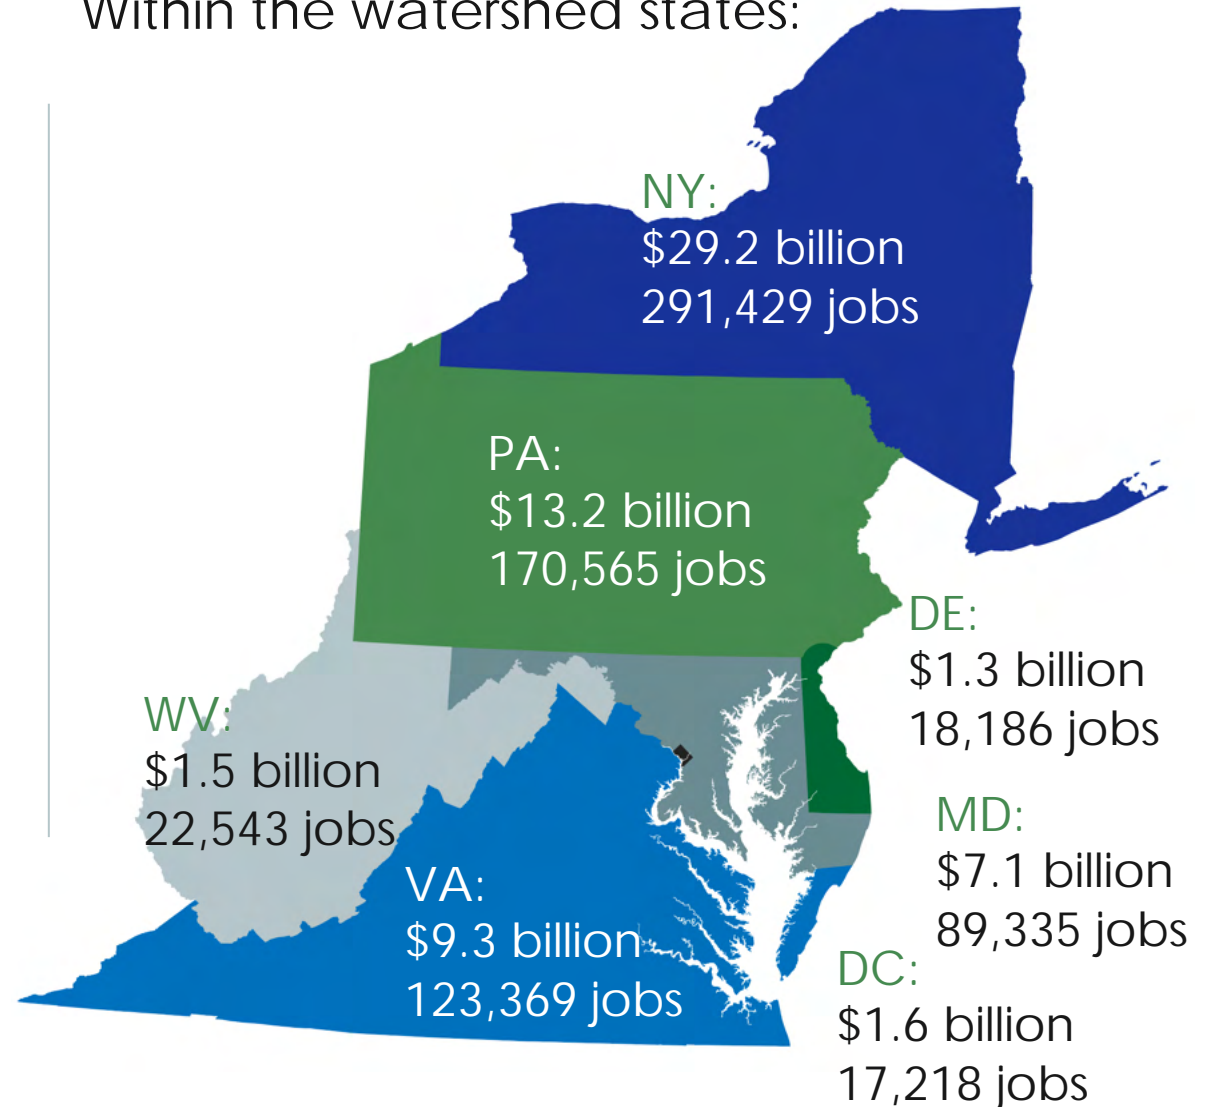 Within the watershed states:
NY:
$29.2 billion
291,429 jobs
PA:
$13.2 billion
170,565 jobs
DE:
$1.3 billion
18,186 jobs
WV:
$1.5 billion
22,543 jobs
MD:
$7.1 billion
89,335 jobs
VA:
$9.3 billion
123,369 jobs
DC:
$1.6 billion
17,218 jobs